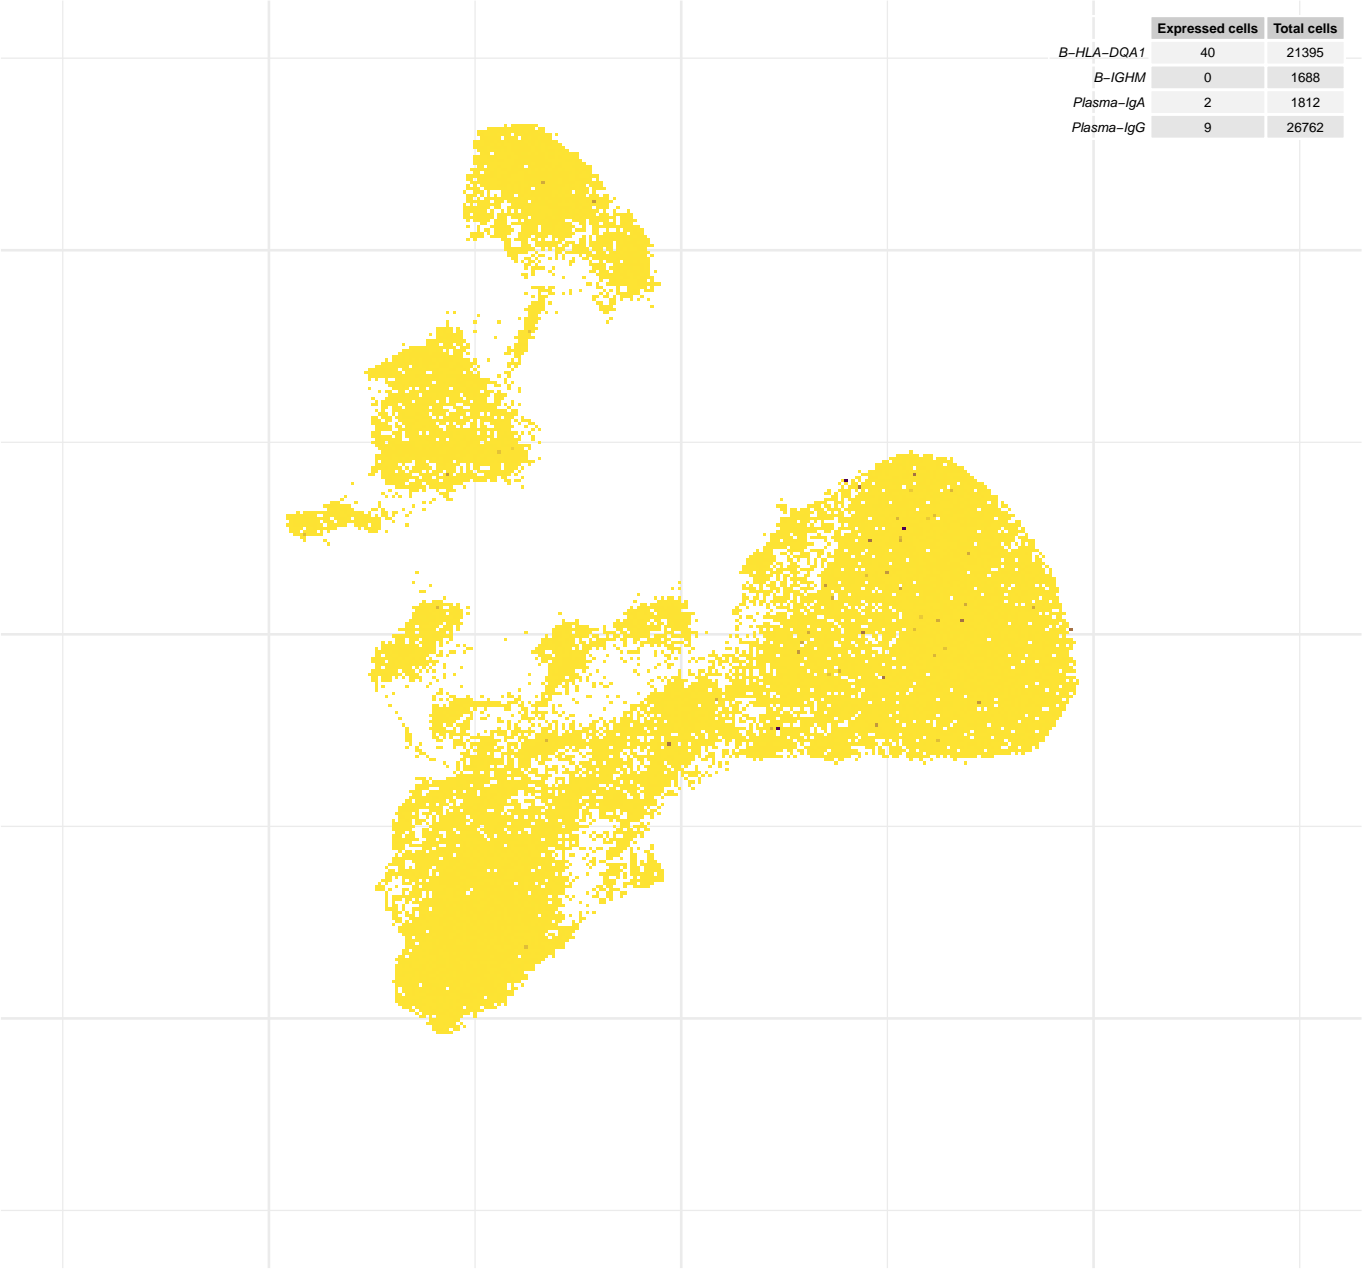 Expressed cells Total cells
B−HLA−DQA1 40 21395
B−IGHM 0 1688
Plasma−IgA 2 1812
Plasma−IgG 9 26762